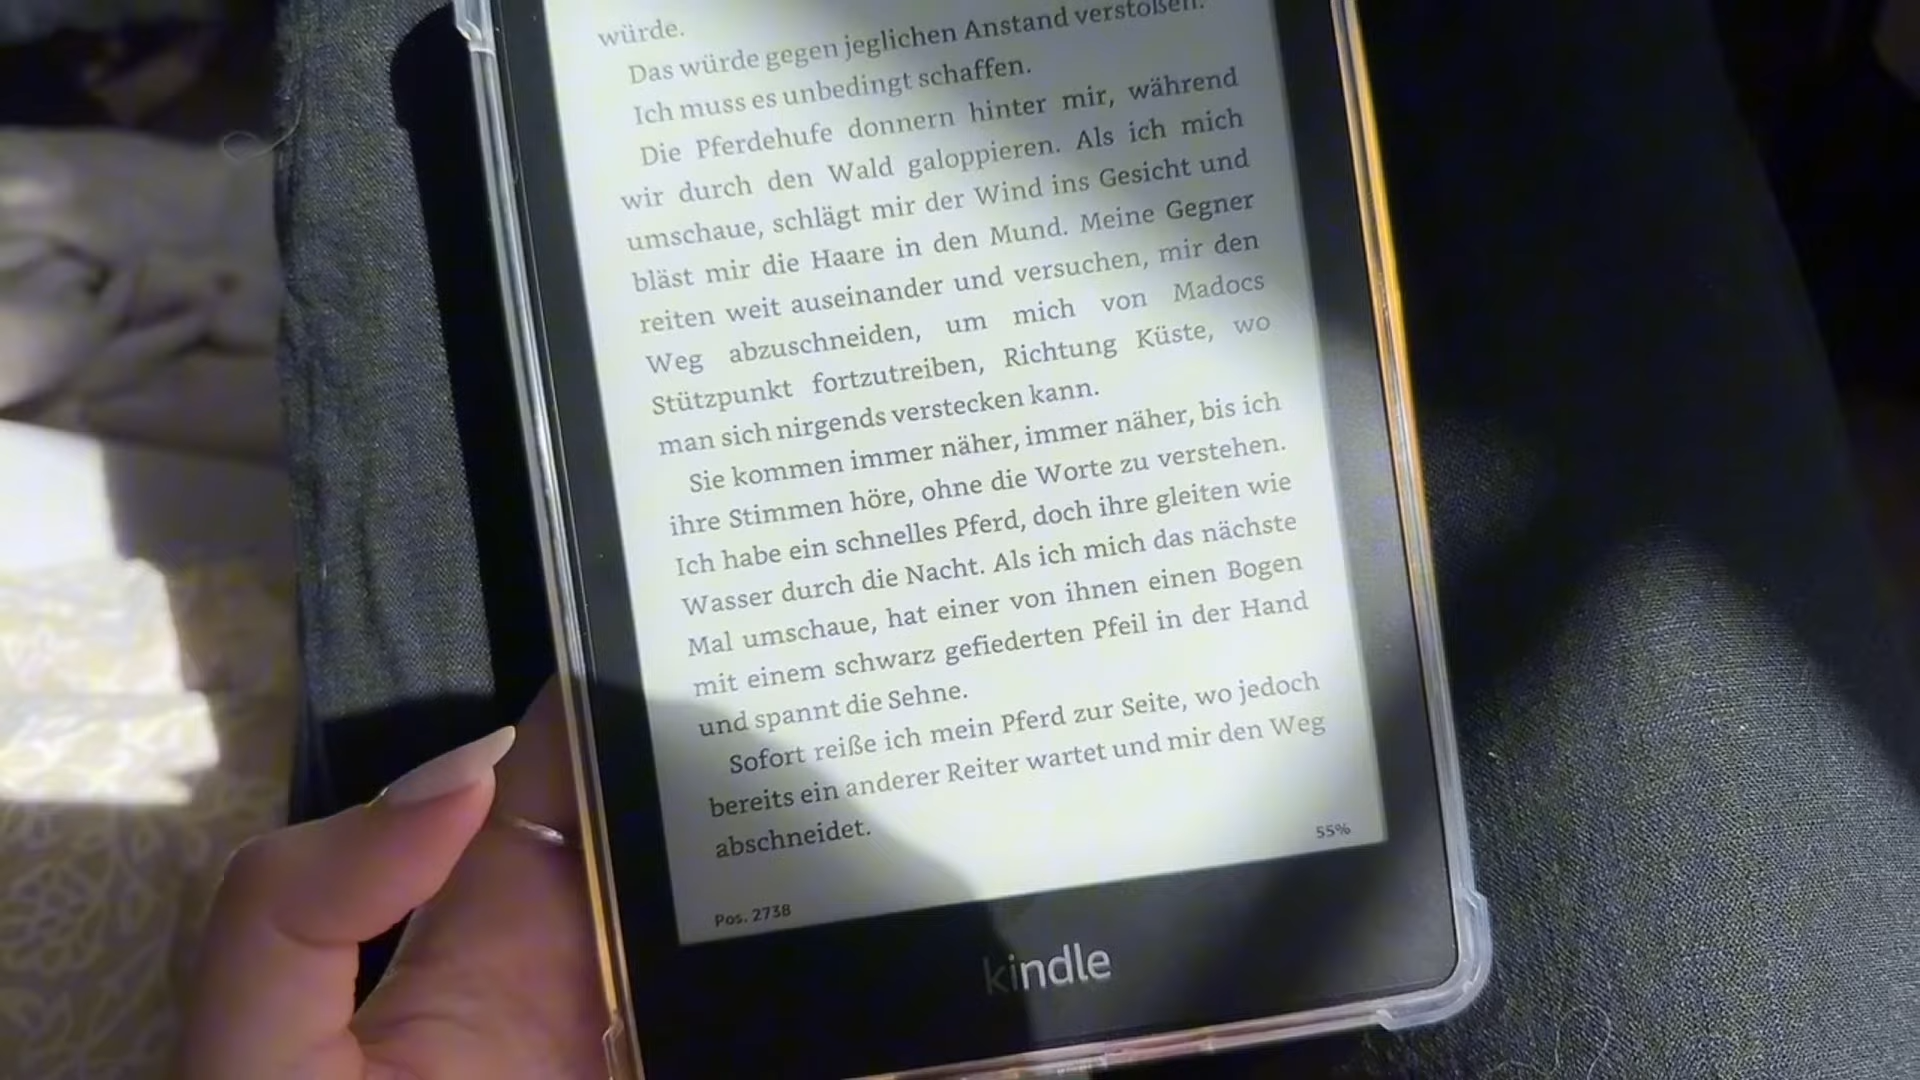 würde.
Das würde gegen jeglichen Anstand verstoßen.
Ich muss es unbedingt schaffen.
Die Pferdehufe donnern hinter mir, während
wir durch den Wald galoppieren. Als ich mich
umschaue, schlägt mir der Wind ins Gesicht und
bläst mir die Haare in den Mund. Meine Gegner
reiten weit auseinander und versuchen, mir den
Weg abzuschneiden, um mich von Madocs
Stützpunkt fortzutreiben, Richtung Küste, wo
man sich nirgends verstecken kann.
Sie kommen immer näher, immer näher, bis ich
ihre Stimmen höre, ohne die Worte zu verstehen.
Ich habe ein schnelles Pferd, doch ihre gleiten wie
Wasser durch die Nacht. Als ich mich das nächste
Mal umschaue, hat einer von ihnen einen Bogen
mit einem schwarz gefiederten Pfeil in der Hand
und spannt die Sehne.
Sofort reiße ich mein Pferd zur Seite, wo jedoch
bereits ein anderer Reiter wartet und mir den Weg
abschneidet.
Pos. 2738 55%
kindle